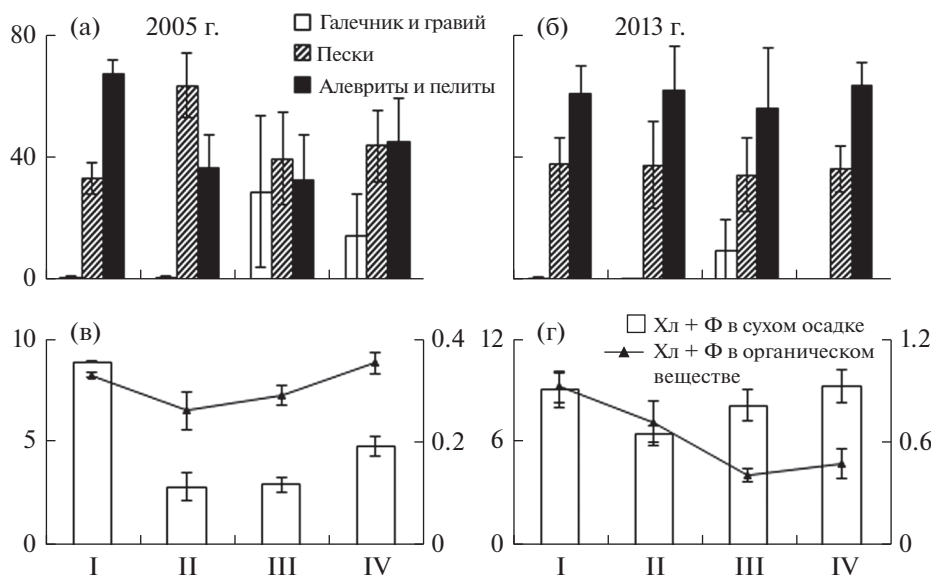 (а) 2005 г.
Галечник и гравий
Пески
Алевриты и пелиты
80
40
0
(б) 2013 г.
(в)
10
5
0
0.4
0.2
0
I II III IV
(г)
Хл + Ф в сухом осадке
Хл + Ф в органическом
веществе
12
6
0
1.2
0.6
0
I II III IV